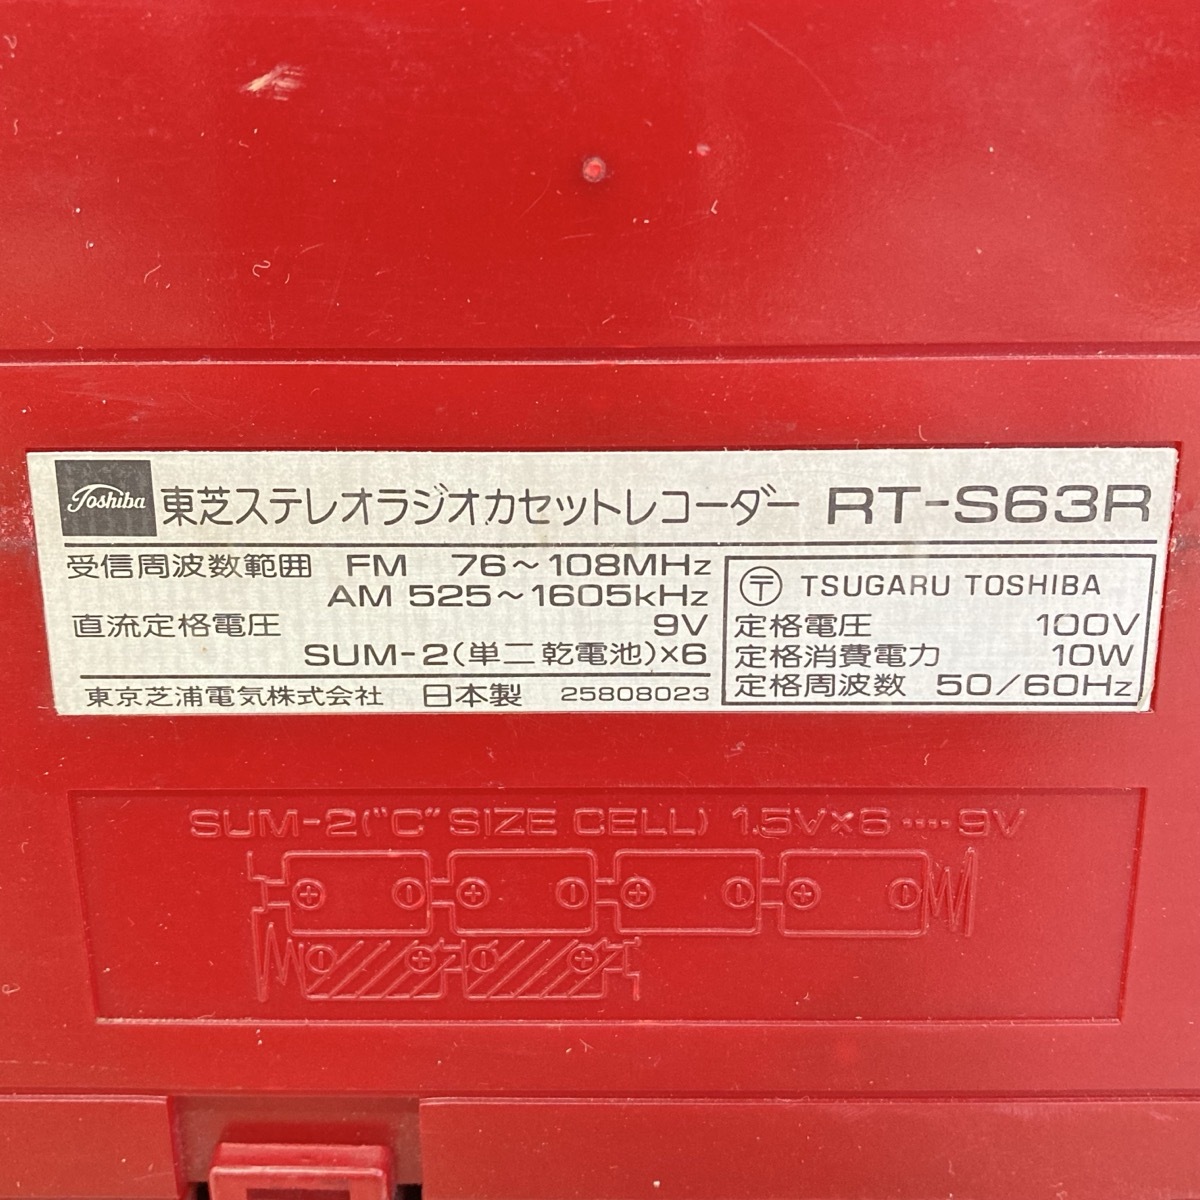 Toshiba 東芝ステレオラジオカセットレコーダー RT-S63R
受信周波数範囲 FM 76~108MHz
AM 525~1605kHz
直流定格電圧 9V
SUM-2(単二乾電池)×6
東京芝浦電気株式会社 日本製 25808023
〒 TSUGARU TOSHIBA
定格電圧 100V
定格消費電力 10W
定格周波数 50/60Hz
SUM-2("C" SIZE CELL) 1.5V×6 ····9V
⊕ ⊖ ⊕ ⊖ ⊕ ⊖ ⊕ ⊖
⊖ ⊕ ⊖ ⊕